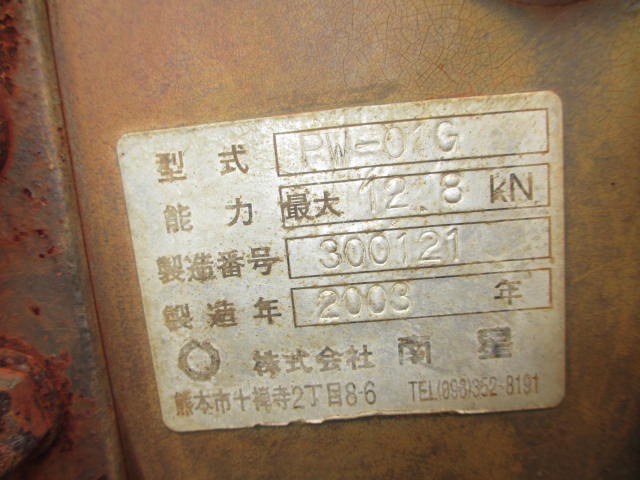 型式 PW-01G
能力 最大 12.8 kN
製造番号 300121
製造年 2003 年
株式会社 南星
熊本市十禅寺2丁目8-6 TEL(096)352-8191